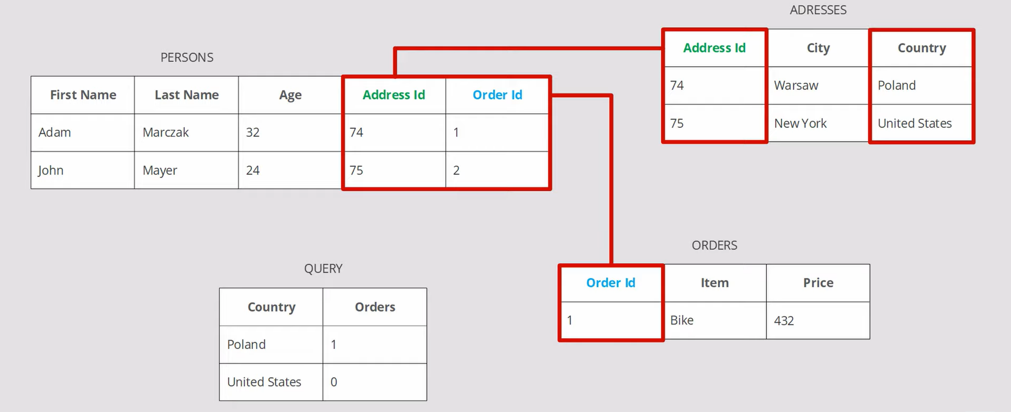 ADRESSES
Address Id City Country
74 Warsaw Poland
75 New York United States
PERSONS
First Name Last Name Age Address Id Order Id
Adam Marczak 32 74 1
John Mayer 24 75 2
ORDERS
Order Id Item Price
1 Bike 432
QUERY
Country Orders
Poland 1
United States 0